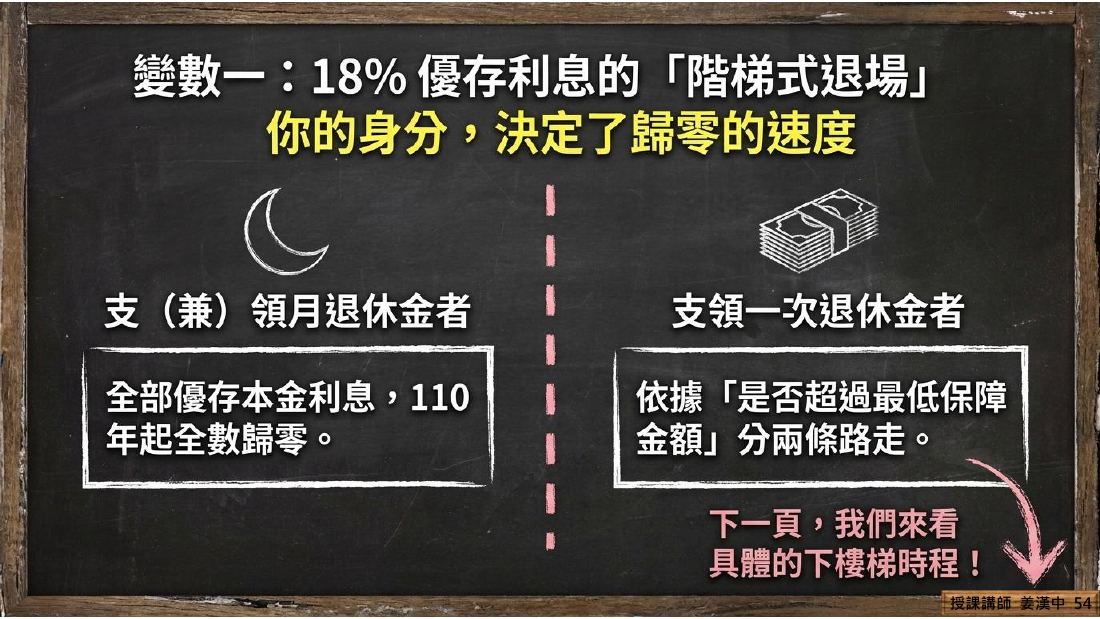 變數一：18% 優存利息的「階梯式退場」
你的身分，決定了歸零的速度
支（兼）領月退休金者
全部優存本金利息，110
年起全數歸零。
支領一次退休金者
依據「是否超過最低保障
金額」分兩條路走。
下一頁，我們來看
具體的下樓梯時程！
授課講師 姜漢中 54